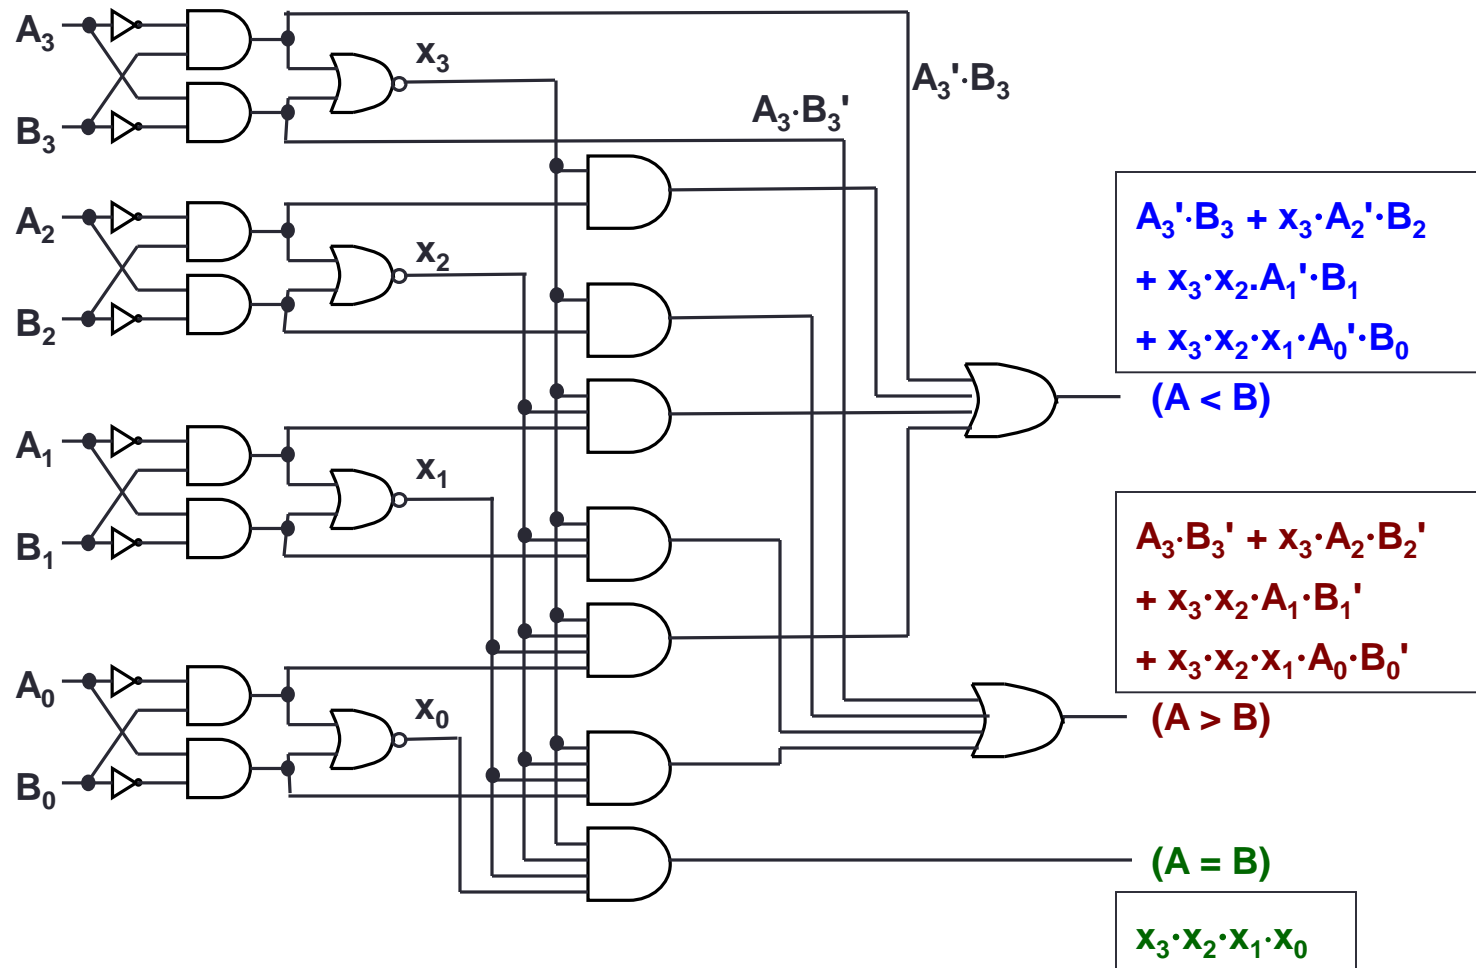 A₃
x₃
A₃'·B₃
A₃·B₃'
B₃
A₂
x₂
B₂
A₃'·B₃ + x₃·A₂'·B₂
+ x₃·x₂.A₁'·B₁
+ x₃·x₂·x₁·A₀'·B₀
(A < B)
A₁
x₁
B₁
A₃·B₃' + x₃·A₂·B₂'
+ x₃·x₂·A₁·B₁'
+ x₃·x₂·x₁·A₀·B₀'
(A > B)
A₀
x₀
B₀
(A = B)
x₃·x₂·x₁·x₀